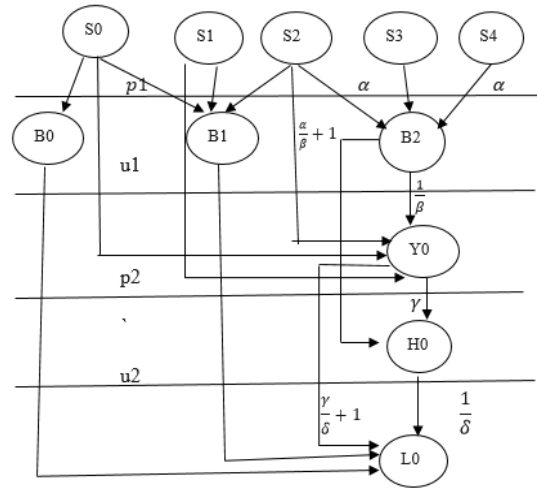 S0 S1 S2 S3 S4
p1 α α
B0 B1 α/β + 1 B2
u1 1/β
Y0
p2
γ
` H0
u2
γ/δ + 1 1/δ
L0